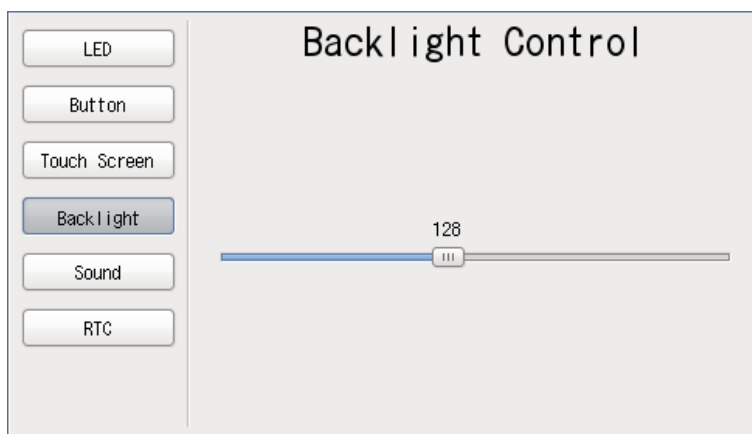 LED
Button
Touch Screen
Backlight
Sound
RTC
Backlight Control
128